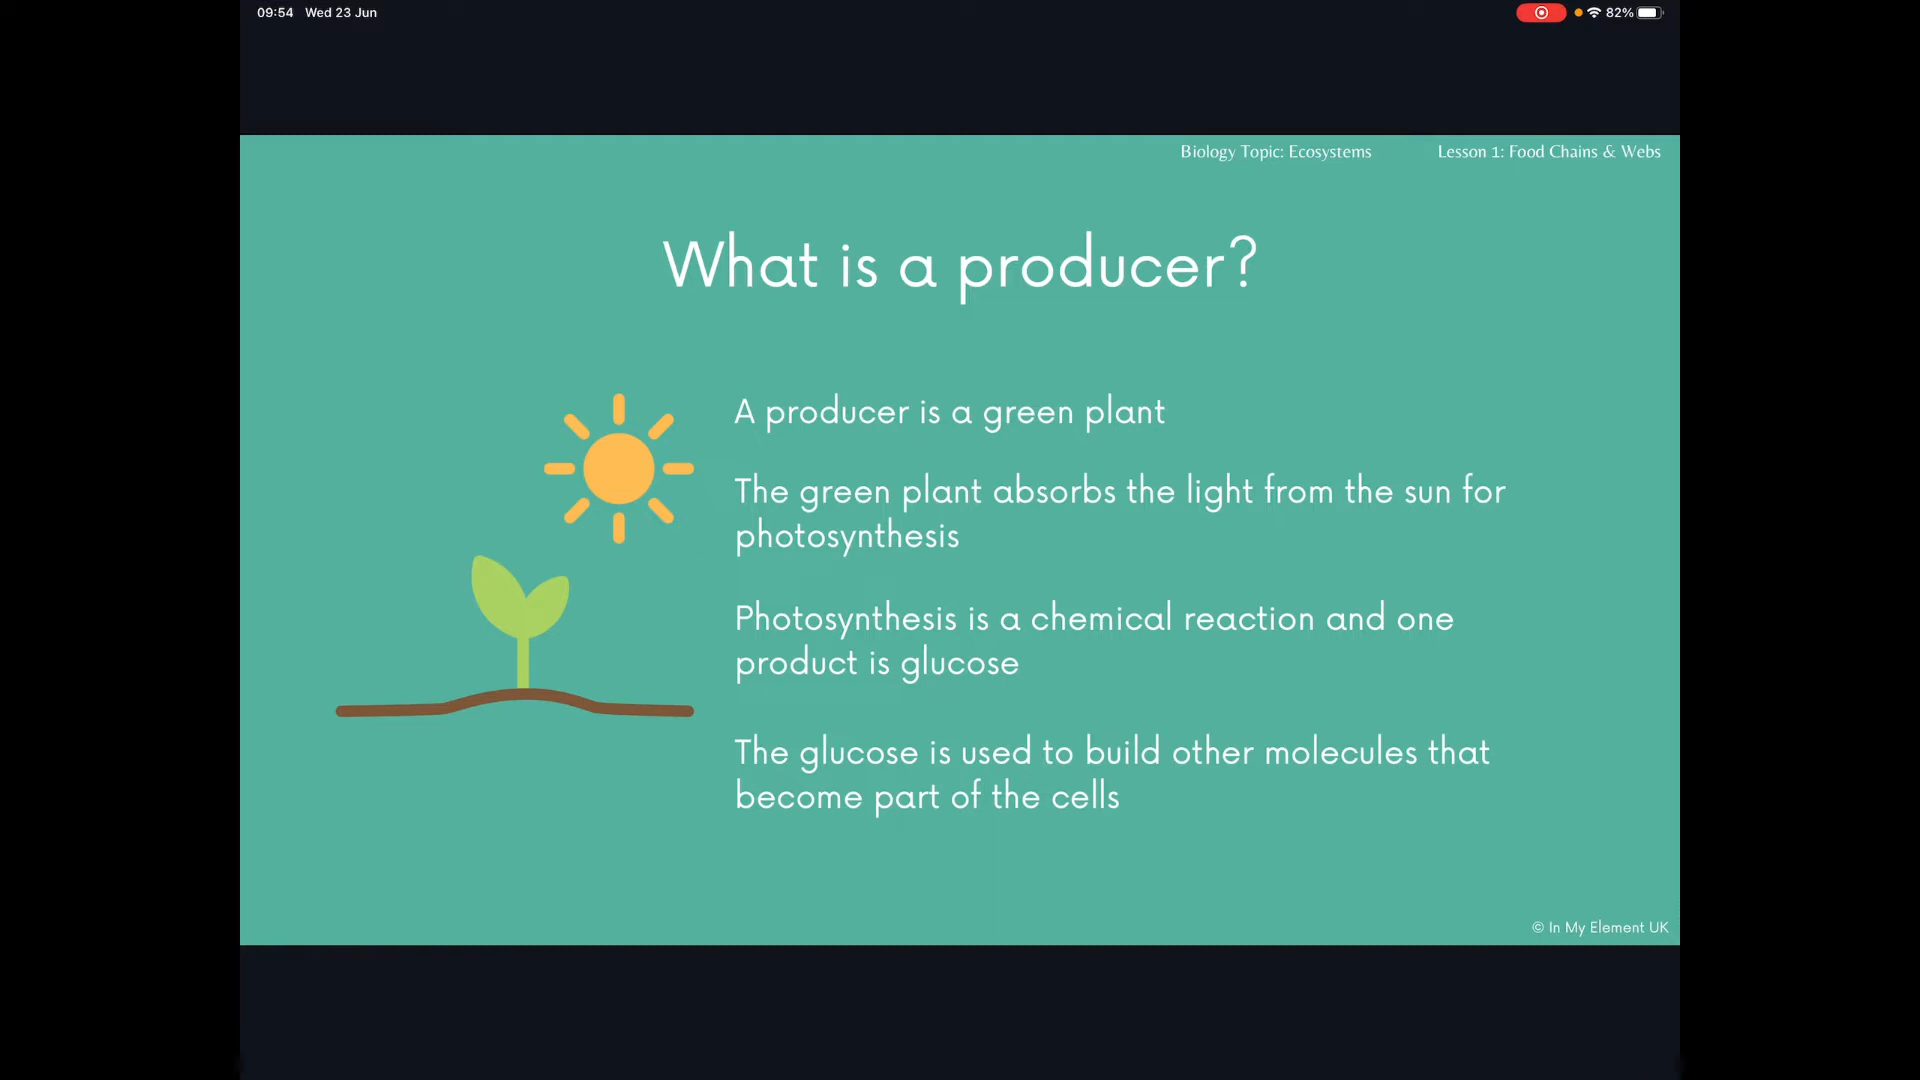 09:54 Wed 23 Jun
82%
Biology Topic: Ecosystems
Lesson 1: Food Chains & Webs
What is a producer?
A producer is a green plant
The green plant absorbs the light from the sun for
photosynthesis
Photosynthesis is a chemical reaction and one
product is glucose
The glucose is used to build other molecules that
become part of the cells
© In My Element UK